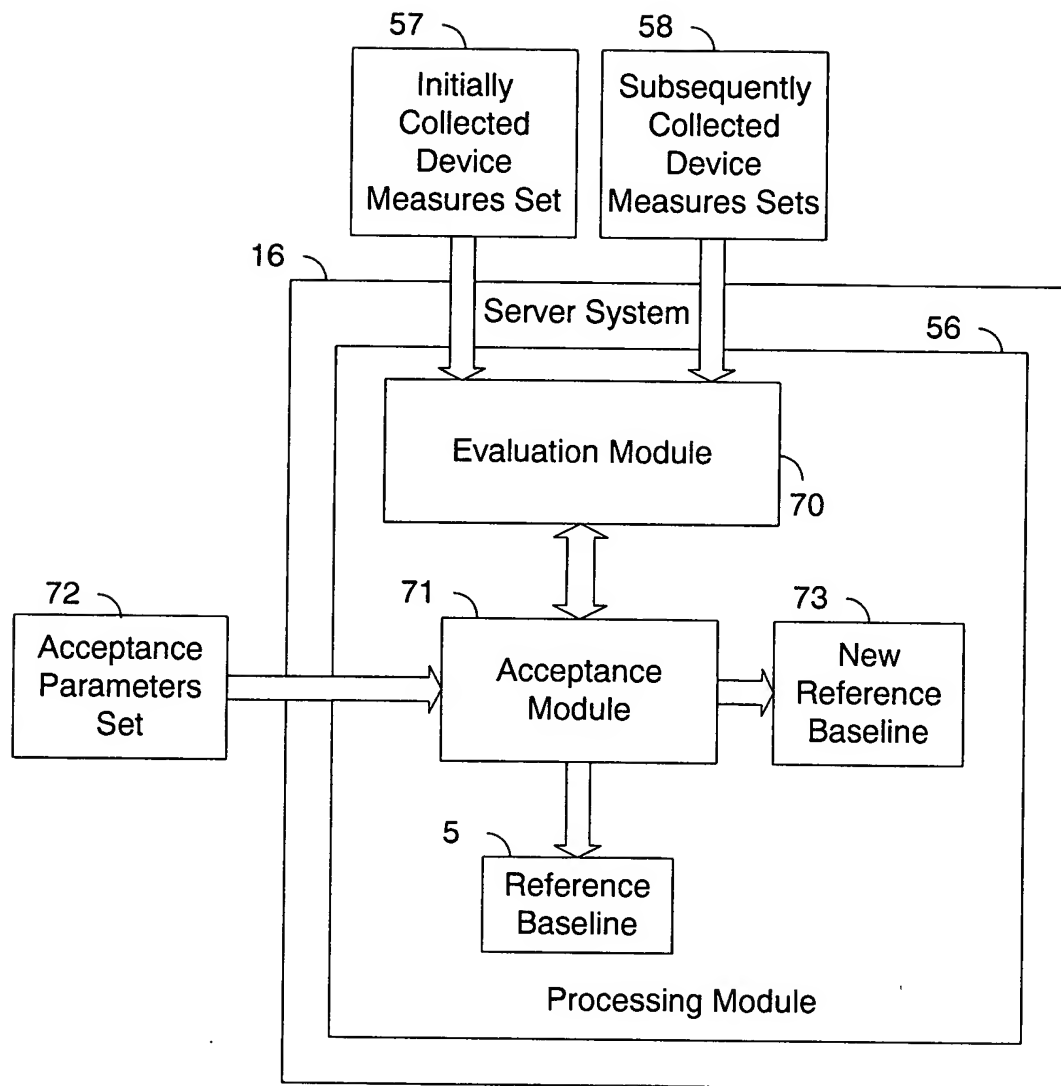 57
58
Initially
Collected
Device
Measures Set
Subsequently
Collected
Device
Measures Sets
16
Server System
56
Evaluation Module
70
72
Acceptance
Parameters
Set
71
Acceptance
Module
73
New
Reference
Baseline
5
Reference
Baseline
Processing Module